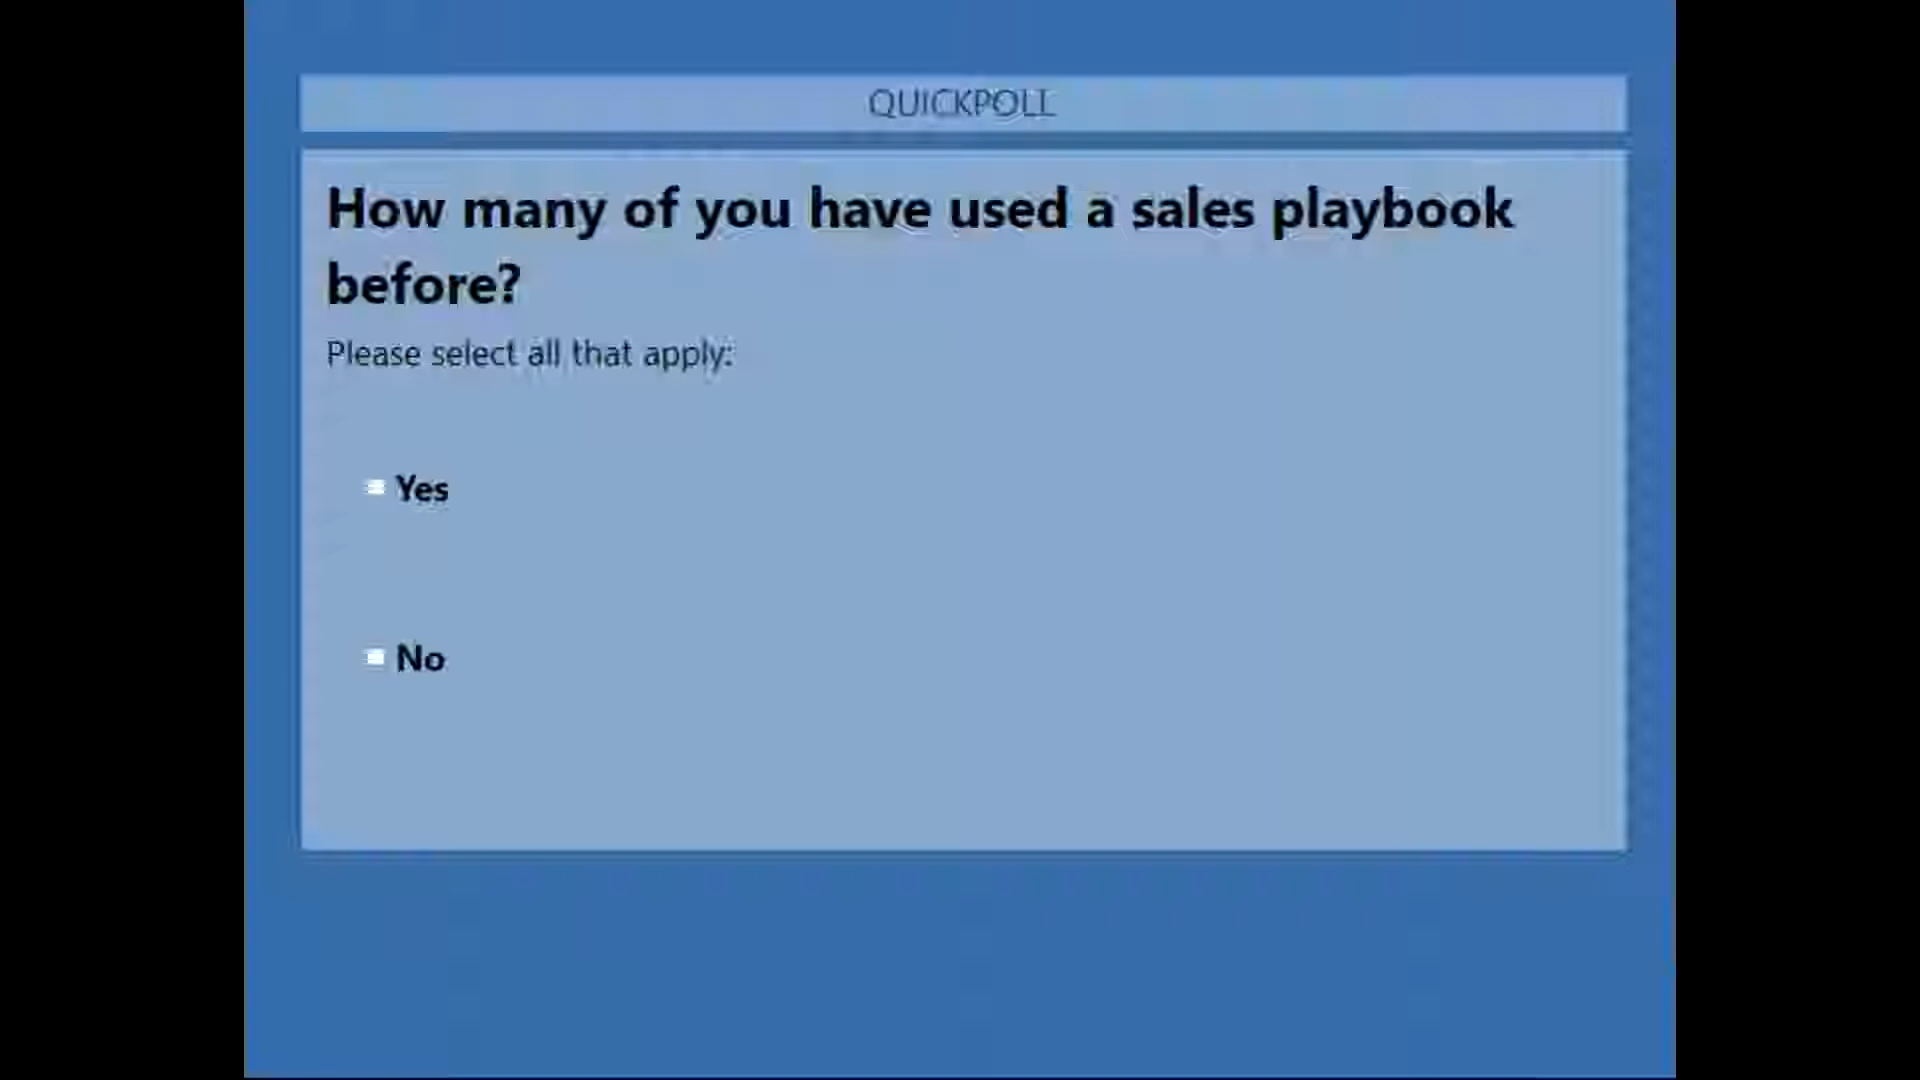 QUICKPOLL
How many of you have used a sales playbook
before?
Please select all that apply:
Yes
No